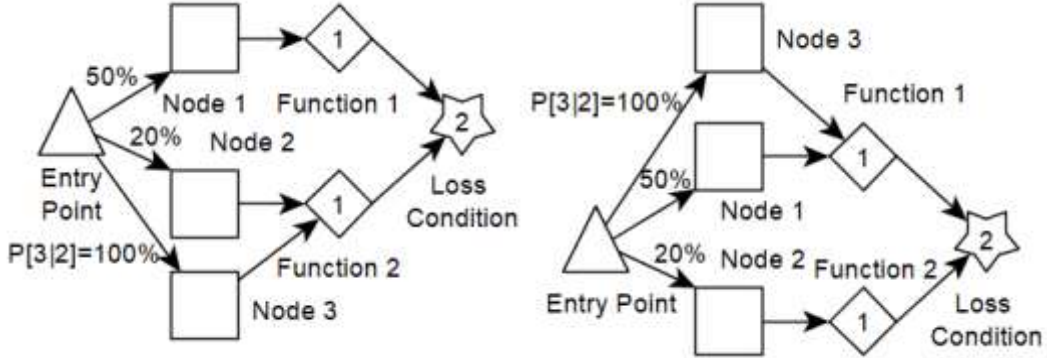 1
50%
Node 1
Function 1
20%
Node 2
2
Entry
Point
1
Loss
Condition
P[3|2]=100%
Function 2
Node 3
Node 3
P[3|2]=100%
Function 1
1
50%
Node 1
20%
Node 2
Function 2
2
Entry Point
1
Loss
Condition